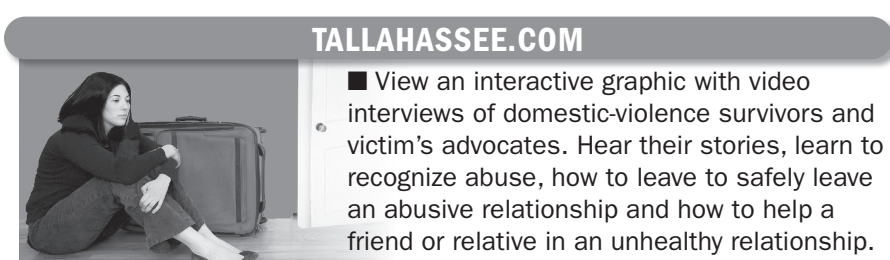 TALLAHASSEE.COM
■ View an interactive graphic with video
interviews of domestic-violence survivors and
victim's advocates. Hear their stories, learn to
recognize abuse, how to leave to safely leave
an abusive relationship and how to help a
friend or relative in an unhealthy relationship.